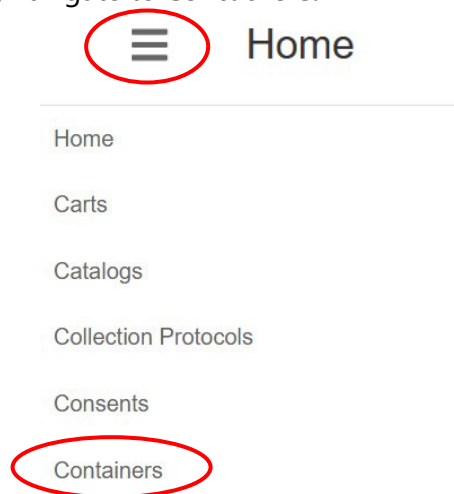 ☰ Home
Home
Carts
Catalogs
Collection Protocols
Consents
Containers